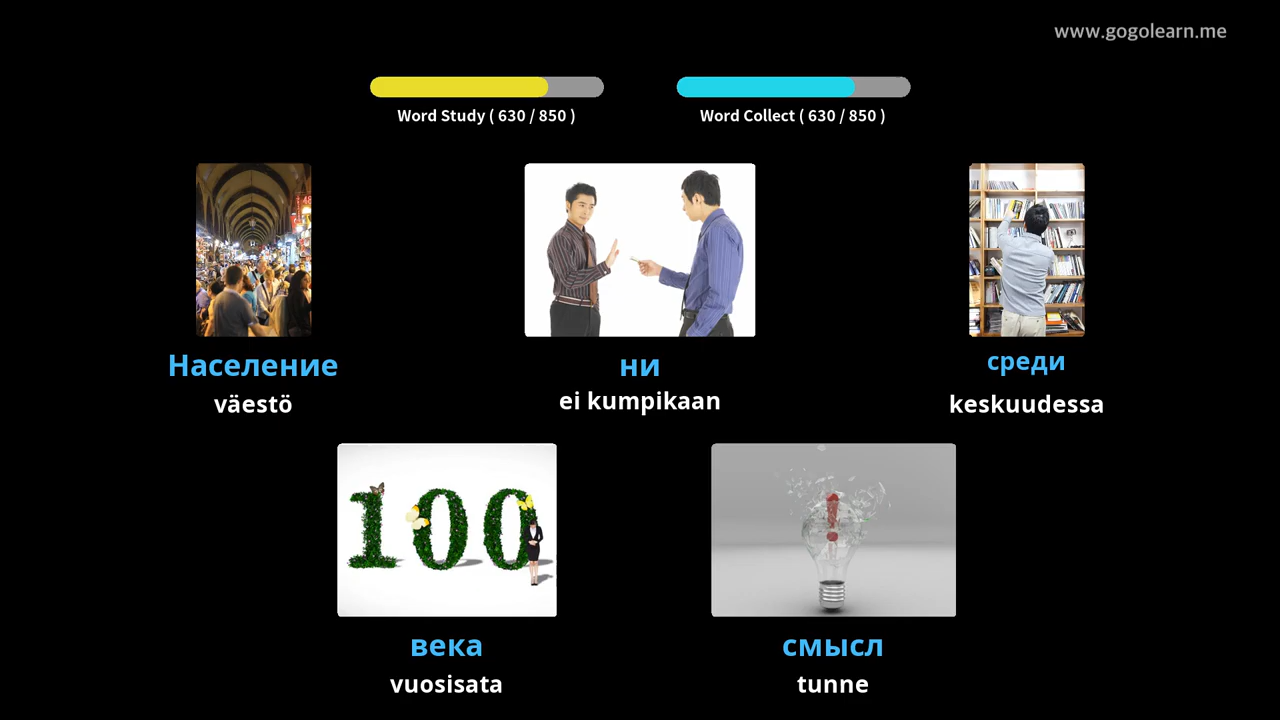 www.gogolearn.me
Word Study ( 630 / 850 )
Word Collect ( 630 / 850 )
Население
väestö
ни
ei kumpikaan
среди
keskuudessa
100
века
vuosisata
смысл
tunne